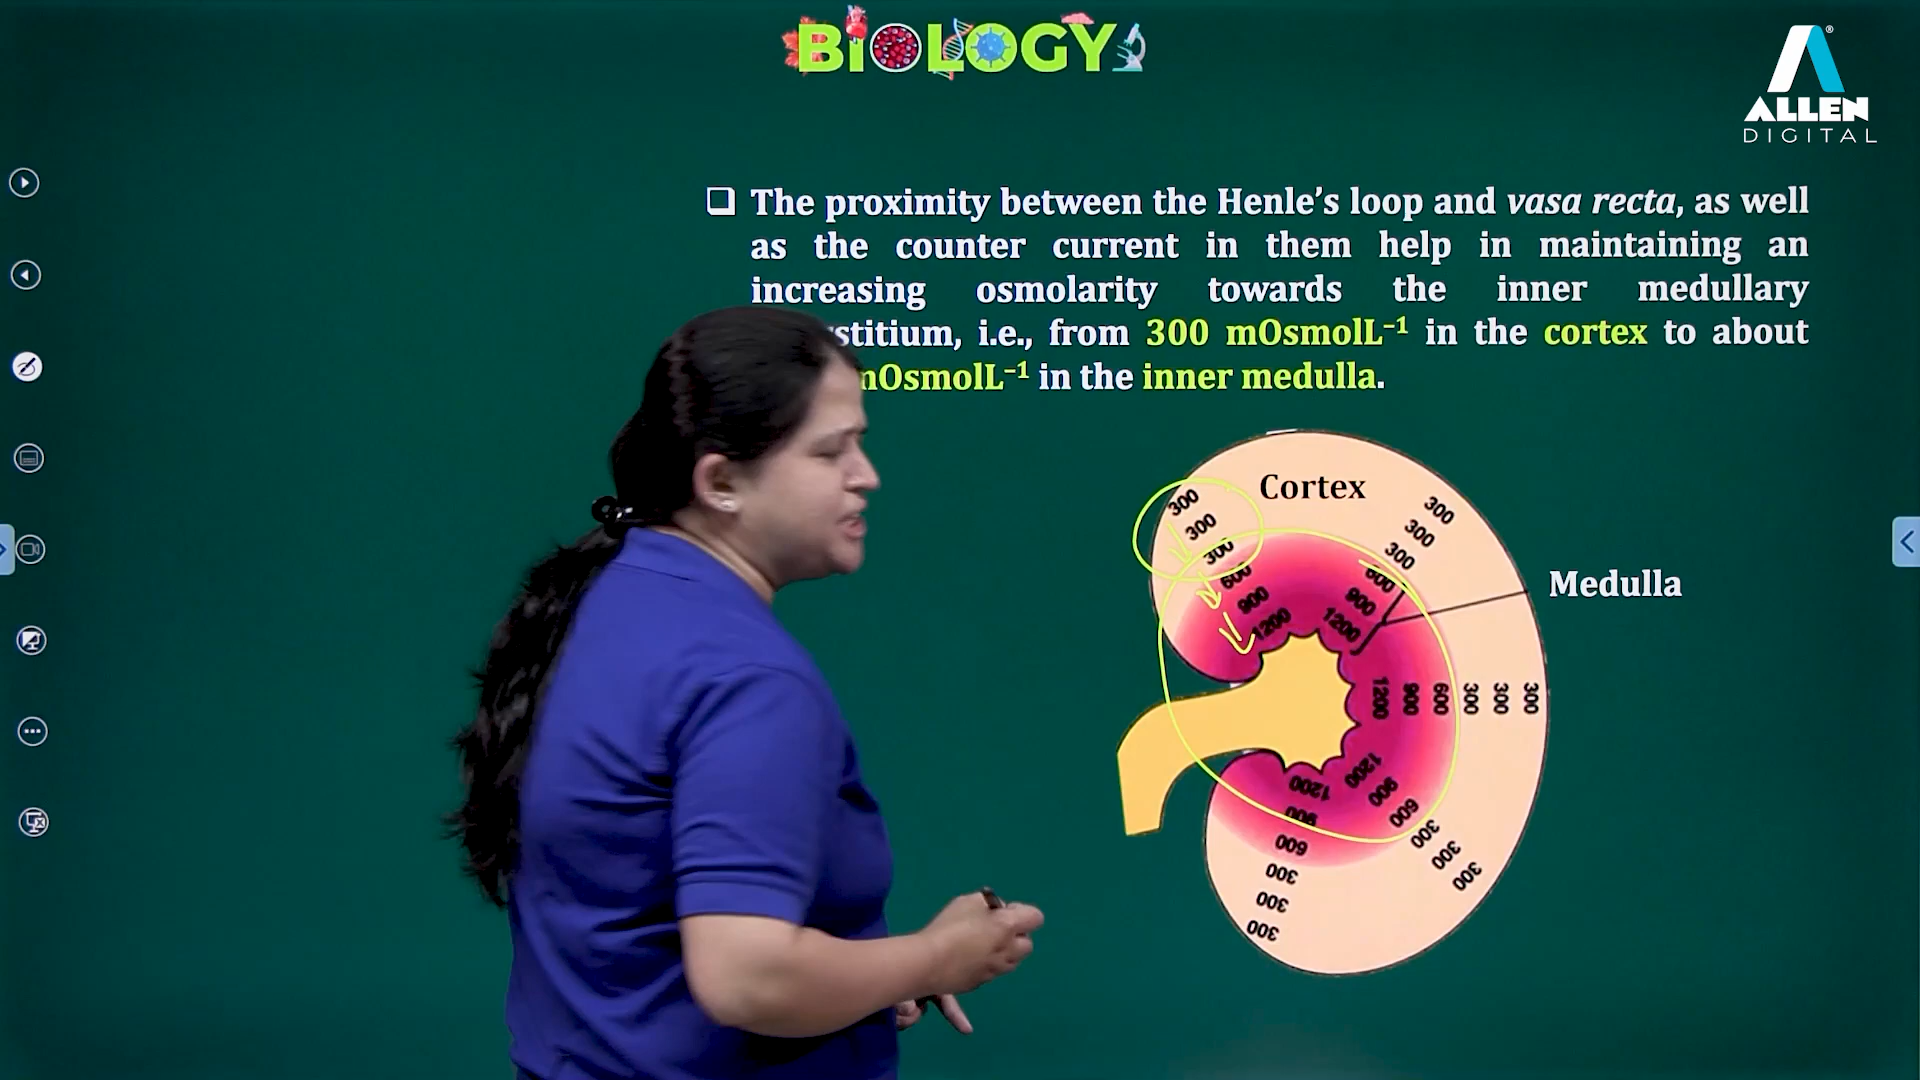 BIOLOGY
ALLEN
DIGITAL
❑ The proximity between the Henle's loop and vasa recta, as well
as the counter current in them help in maintaining an
increasing osmolarity towards the inner medullary
i.e., from 300 mOsmolL⁻¹ in the cortex to about
mOsmolL⁻¹ in the inner medulla.
Cortex
Medulla
300
300
300
600
900
1200
300
300
300
600
900
1200
1200 900 600 300 300 300
1200
900
600
300
300
300
1200
900
600
300
300
300